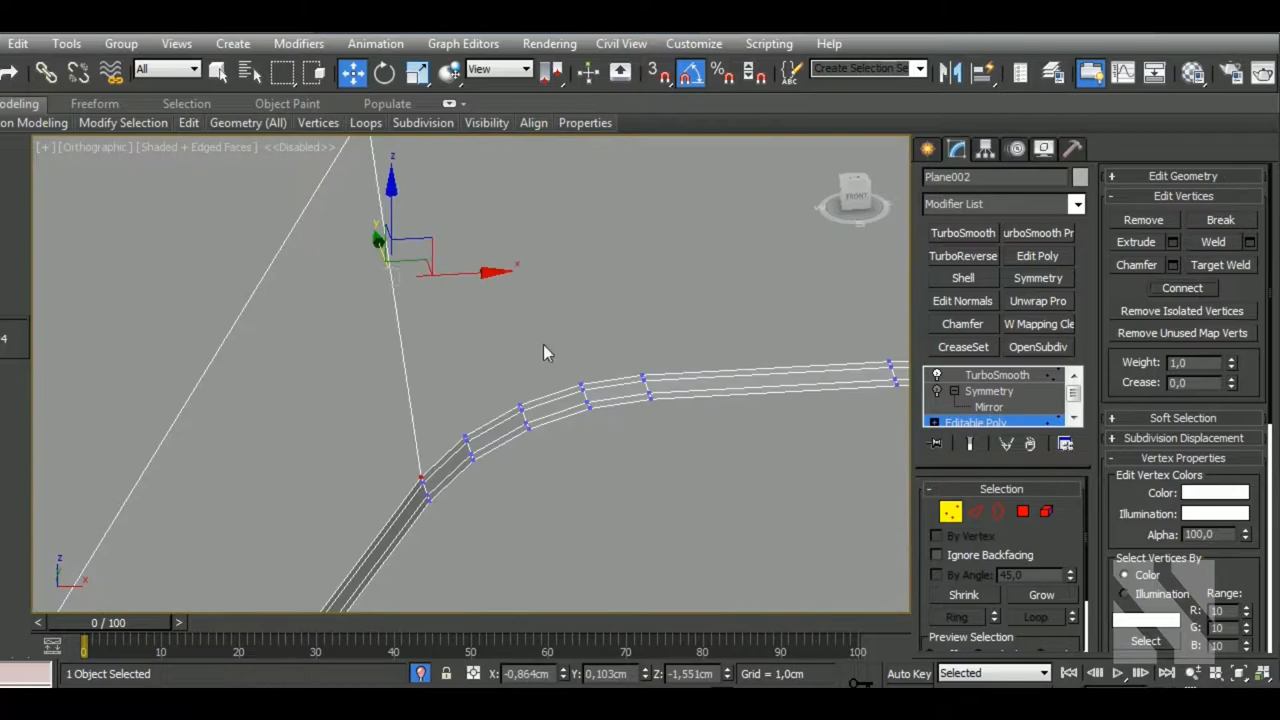 Edit Tools Group Views Create Modifiers Animation Graph Editors Rendering Civil View Customize Scripting Help
All View 3 % ABC Create Selection Se
odeling Freeform Selection Object Paint Populate
on Modeling Modify Selection Edit Geometry (All) Vertices Loops Subdivision Visibility Align Properties
[+][Orthographic][Shaded + Edged Faces] <<Disabled>>
z
y
x
FRONT
z
x
4
Plane002
Modifier List
TurboSmooth urboSmooth Pr
TurboReverse Edit Poly
Shell Symmetry
Edit Normals Unwrap Pro
Chamfer W Mapping Cle
CreaseSet OpenSubdiv
TurboSmooth
Symmetry
Mirror
Editable Poly
- Selection
By Vertex
Ignore Backfacing
By Angle: 45,0
Shrink Grow
Ring Loop
Preview Selection
+ Edit Geometry
- Edit Vertices
Remove Break
Extrude Weld
Chamfer Target Weld
Connect
Remove Isolated Vertices
Remove Unused Map Verts
Weight: 1,0
Crease: 0,0
+ Soft Selection
+ Subdivision Displacement
- Vertex Properties
Edit Vertex Colors
Color:
Illumination:
Alpha: 100,0
Select Vertices By
Color
Illumination Range:
R: 10
G: 10
Select B: 10
< 0 / 100 >
0 10 20 30 40 50 60 70 80 90 100
1 Object Selected X: -0,864cm Y: 0,103cm Z: -1,551cm Grid = 1,0cm Auto Key Selected